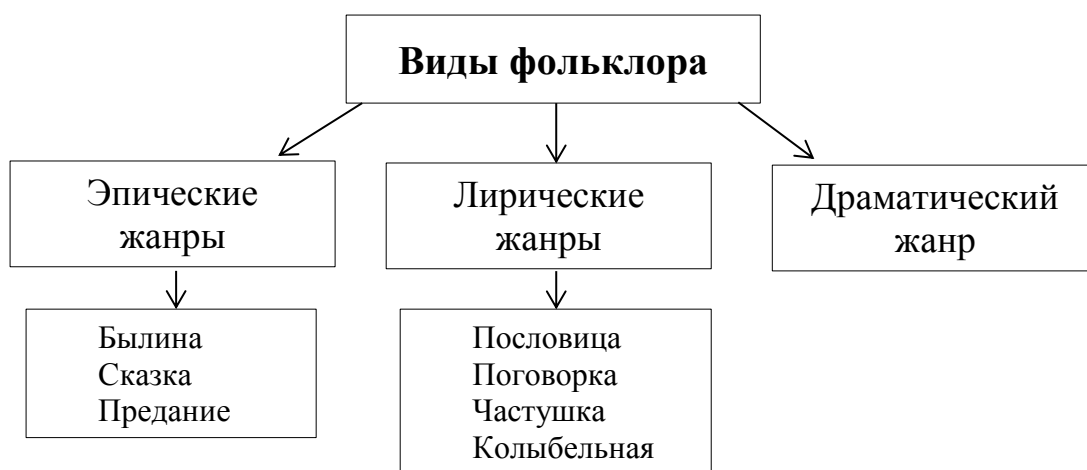 Виды фольклора
Эпические
жанры
Лирические
жанры
Драматический
жанр
Былина
Сказка
Предание
Пословица
Поговорка
Частушка
Колыбельная